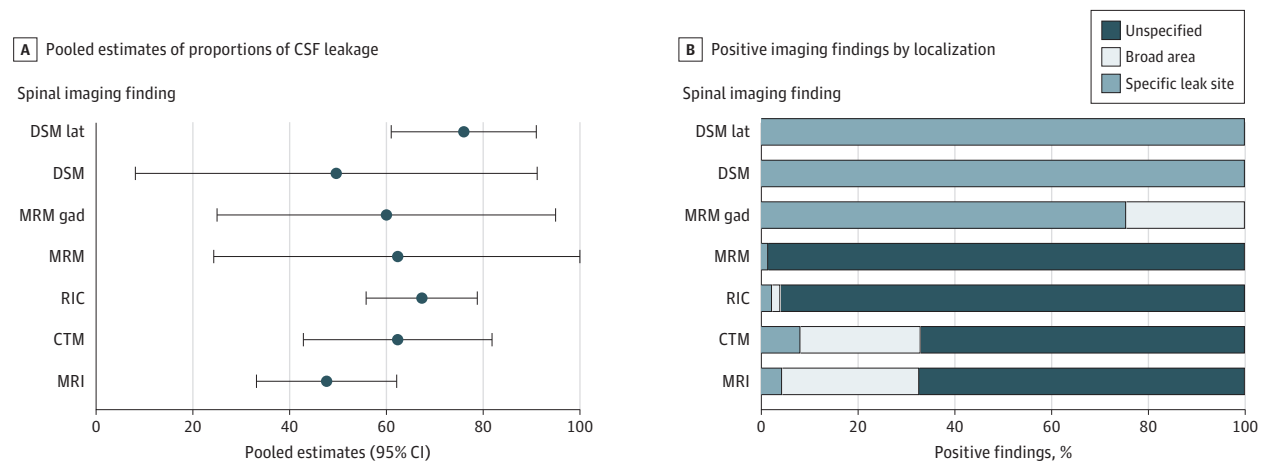 A Pooled estimates of proportions of CSF leakage
Spinal imaging finding
DSM lat
DSM
MRM gad
MRM
RIC
CTM
MRI
0 20 40 60 80 100
Pooled estimates (95% CI)
B Positive imaging findings by localization
Unspecified
Broad area
Specific leak site
Spinal imaging finding
DSM lat
DSM
MRM gad
MRM
RIC
CTM
MRI
0 20 40 60 80 100
Positive findings, %